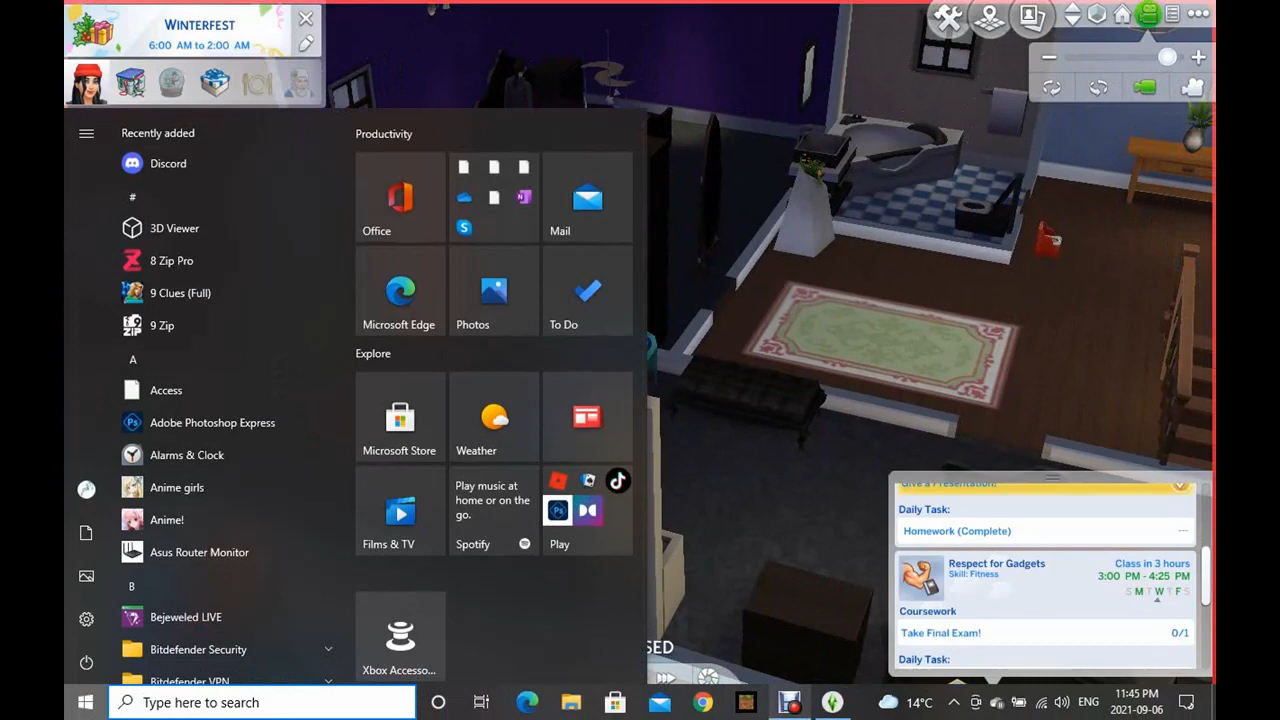 WINTERFEST
6:00 AM to 2:00 AM
Recently added
Discord
#
3D Viewer
8 Zip Pro
9 Clues (Full)
9 Zip
A
Access
Adobe Photoshop Express
Alarms & Clock
Anime girls
Anime!
Asus Router Monitor
B
Bejeweled LIVE
Bitdefender Security
Bitdefender VPN
Productivity
Office
Mail
Microsoft Edge
Photos
To Do
Explore
Microsoft Store
Weather
Films & TV
Play music at
home or on the
go.
Spotify
Play
Xbox Accesso...
SED
Give a Presentation!
Daily Task:
Homework (Complete)
---
Respect for Gadgets
Skill: Fitness
Class in 3 hours
3:00 PM - 4:25 PM
S M T W T F S
Coursework
Take Final Exam!
0/1
Daily Task:
Type here to search
14°C
ENG
11:45 PM
2021-09-06